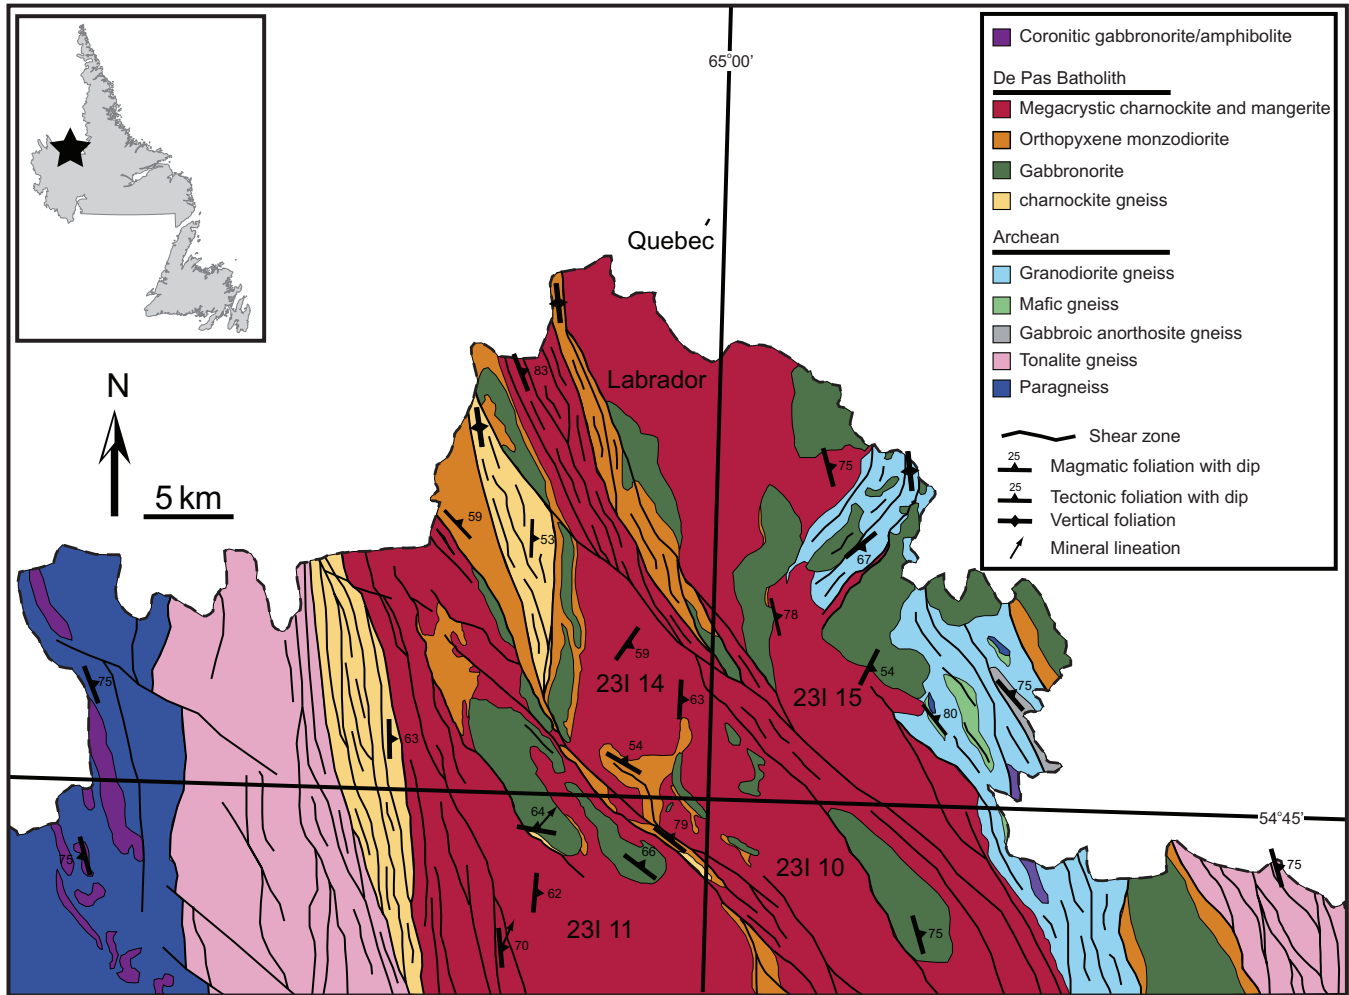 65°00'
Quebec
Labrador
N
5 km
Coronitic gabbronorite/amphibolite
De Pas Batholith
Megacrystic charnockite and mangerite
Orthopyxene monzodiorite
Gabbronorite
charnockite gneiss
Archean
Granodiorite gneiss
Mafic gneiss
Gabbroic anorthosite gneiss
Tonalite gneiss
Paragneiss
Shear zone
25
Magmatic foliation with dip
25
Tectonic foliation with dip
Vertical foliation
Mineral lineation
83
75
59
53
67
78
59
54
75
23I 14
23I 15
63
80
75
63
54
54°45'
64
79
66
75
75
23I 10
62
23I 11
75
70